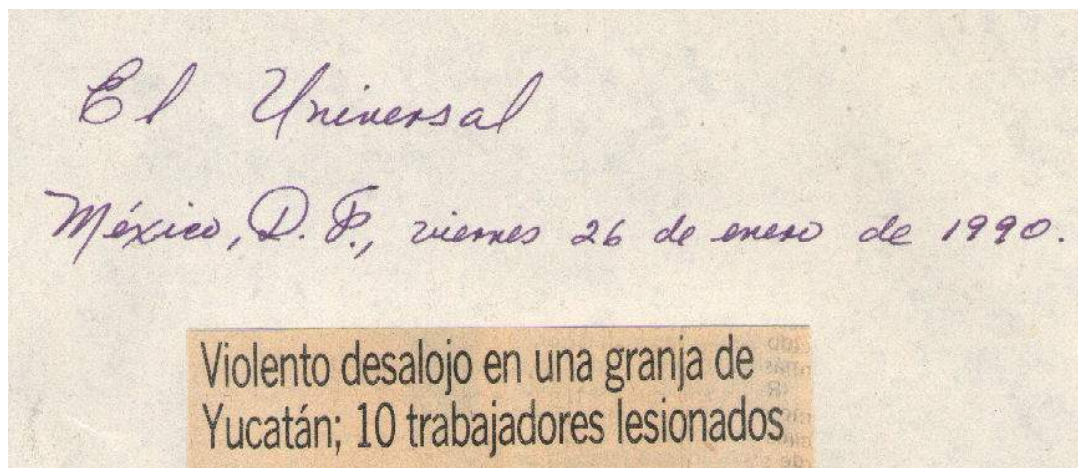 El Universal
México, D. F., viernes 26 de enero de 1990.
Violento desalojo en una granja de
Yucatán; 10 trabajadores lesionados